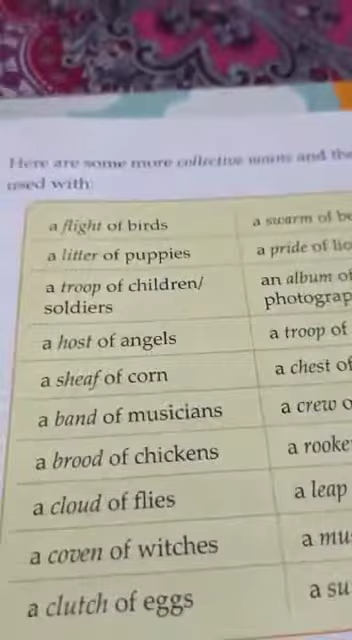 Here are some more collective nouns and the
used with:
a flight of birds
a swarm of be
a litter of puppies
a pride of lio
a troop of children/
soldiers
an album of
photograp
a host of angels
a troop of
a sheaf of corn
a chest of
a band of musicians
a crew o
a brood of chickens
a rooke
a cloud of flies
a leap
a coven of witches
a mu
a clutch of eggs
a su